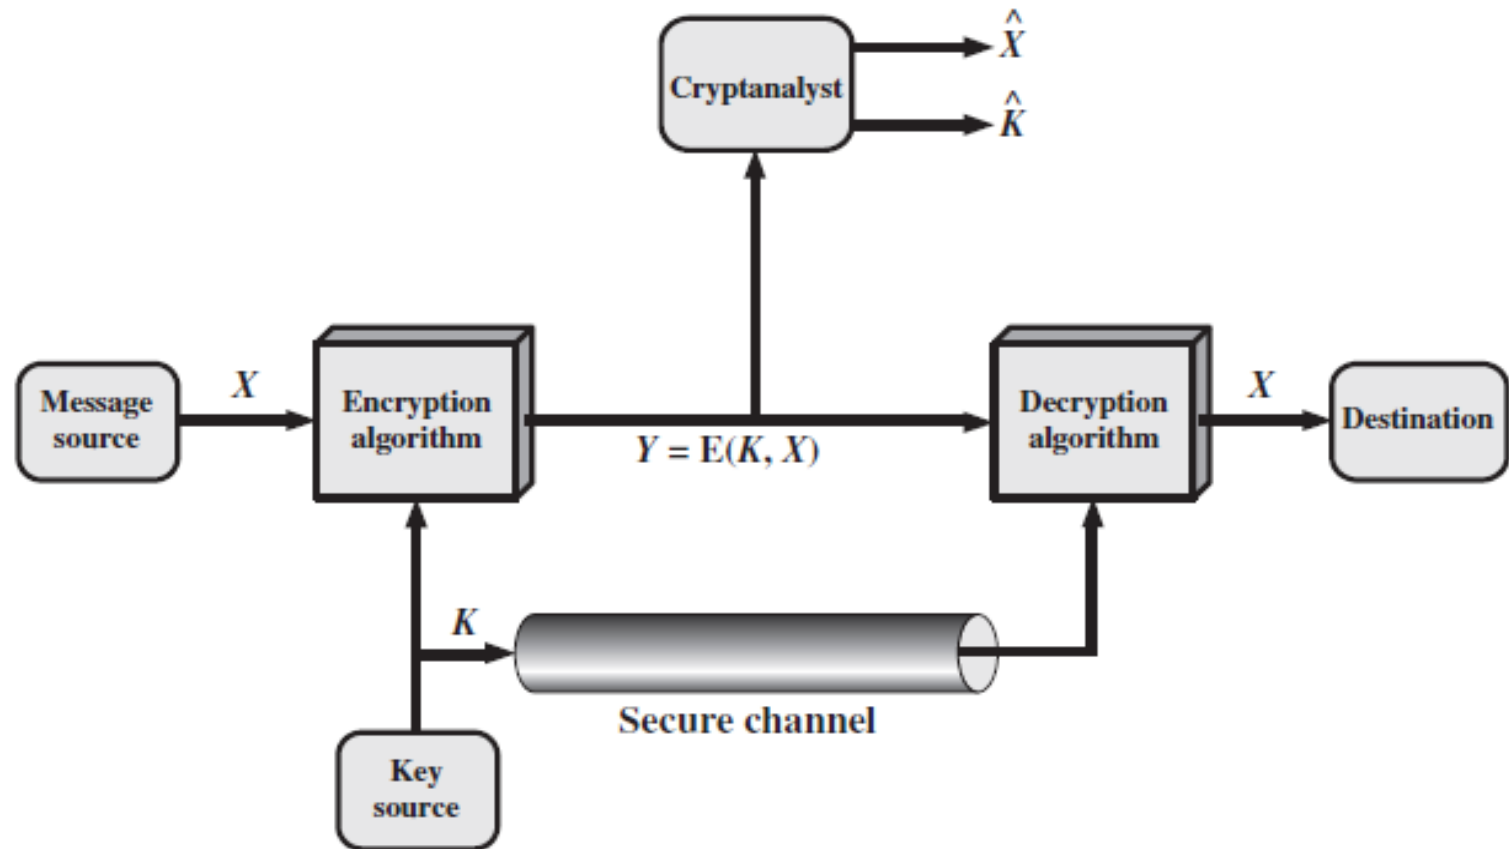 Cryptanalyst
X̂
K̂
Message
source
X
Encryption
algorithm
Y = E(K, X)
Decryption
algorithm
X
Destination
K
Secure channel
Key
source